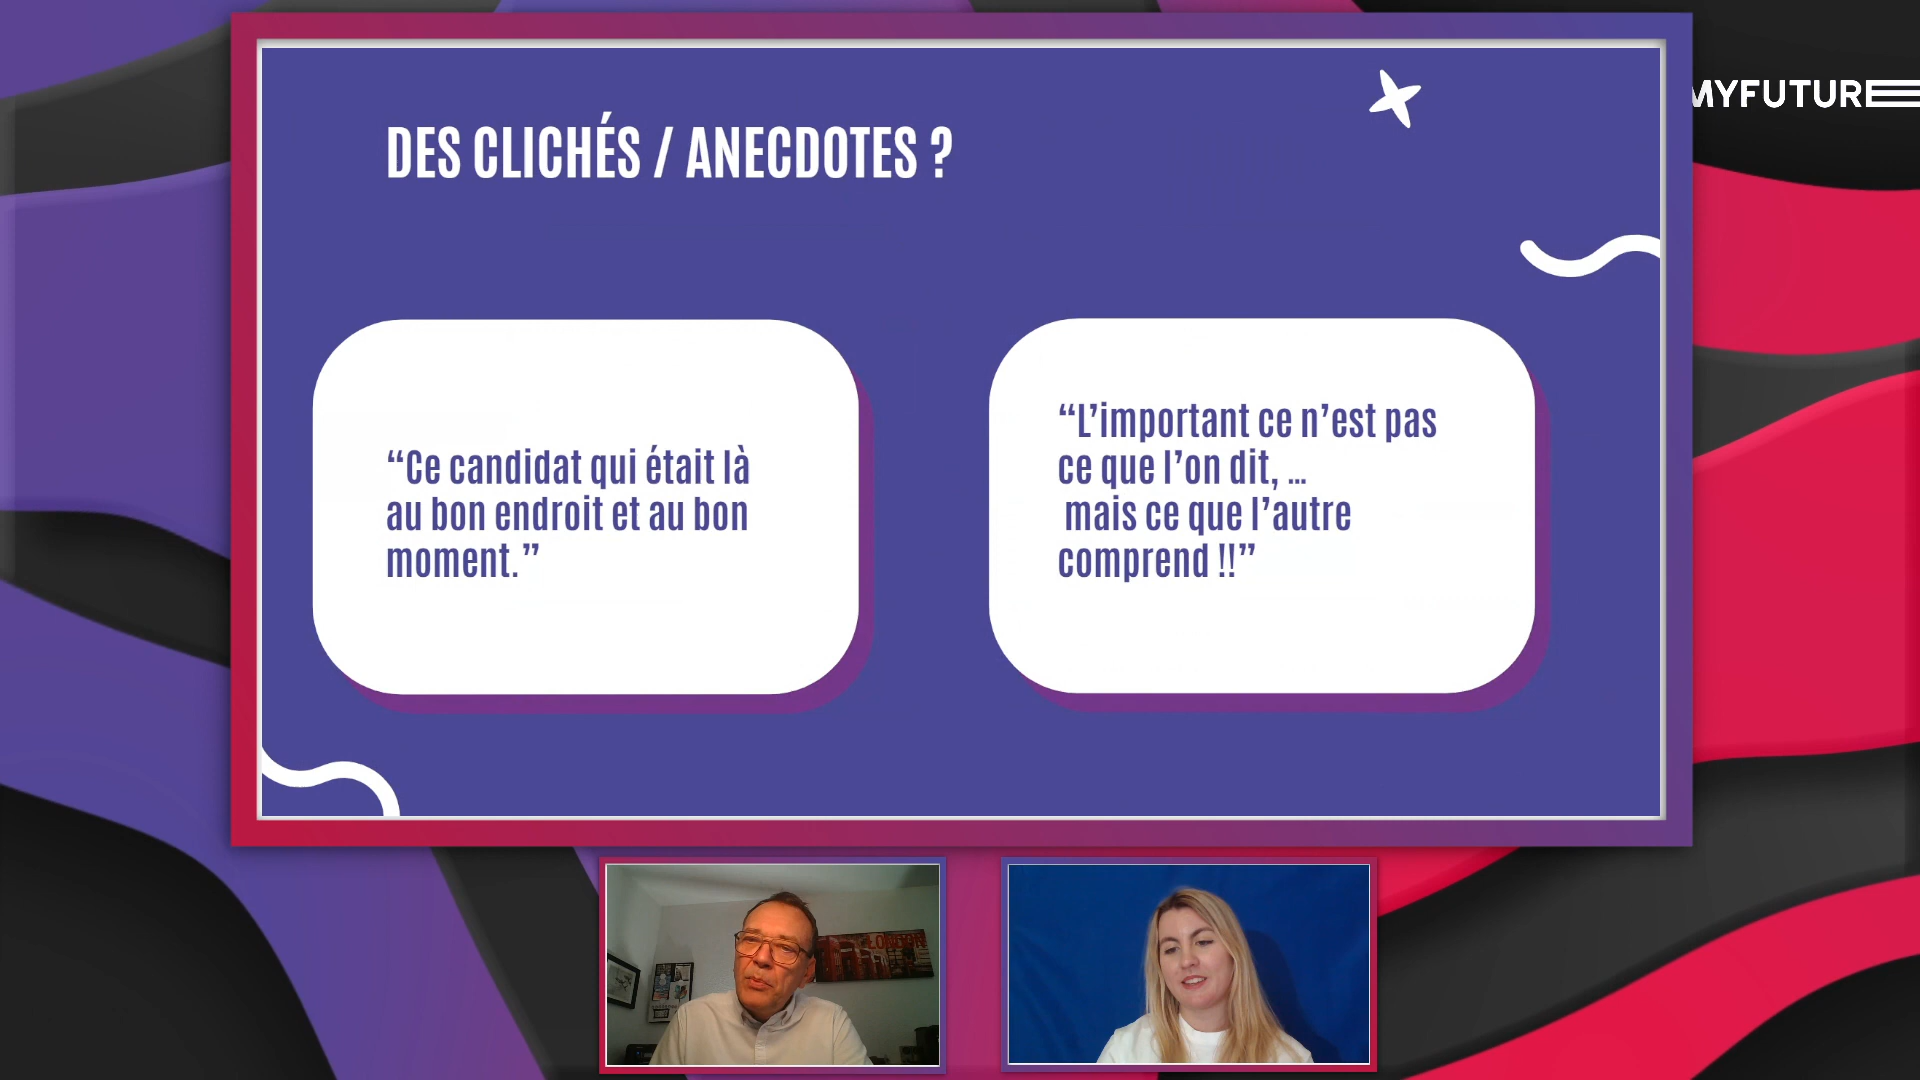 MYFUTURE
DES CLICHÉS / ANECDOTES ?
“Ce candidat qui était là
au bon endroit et au bon
moment.”
“L’important ce n’est pas
ce que l’on dit, ...
mais ce que l’autre
comprend !!”
LONDON